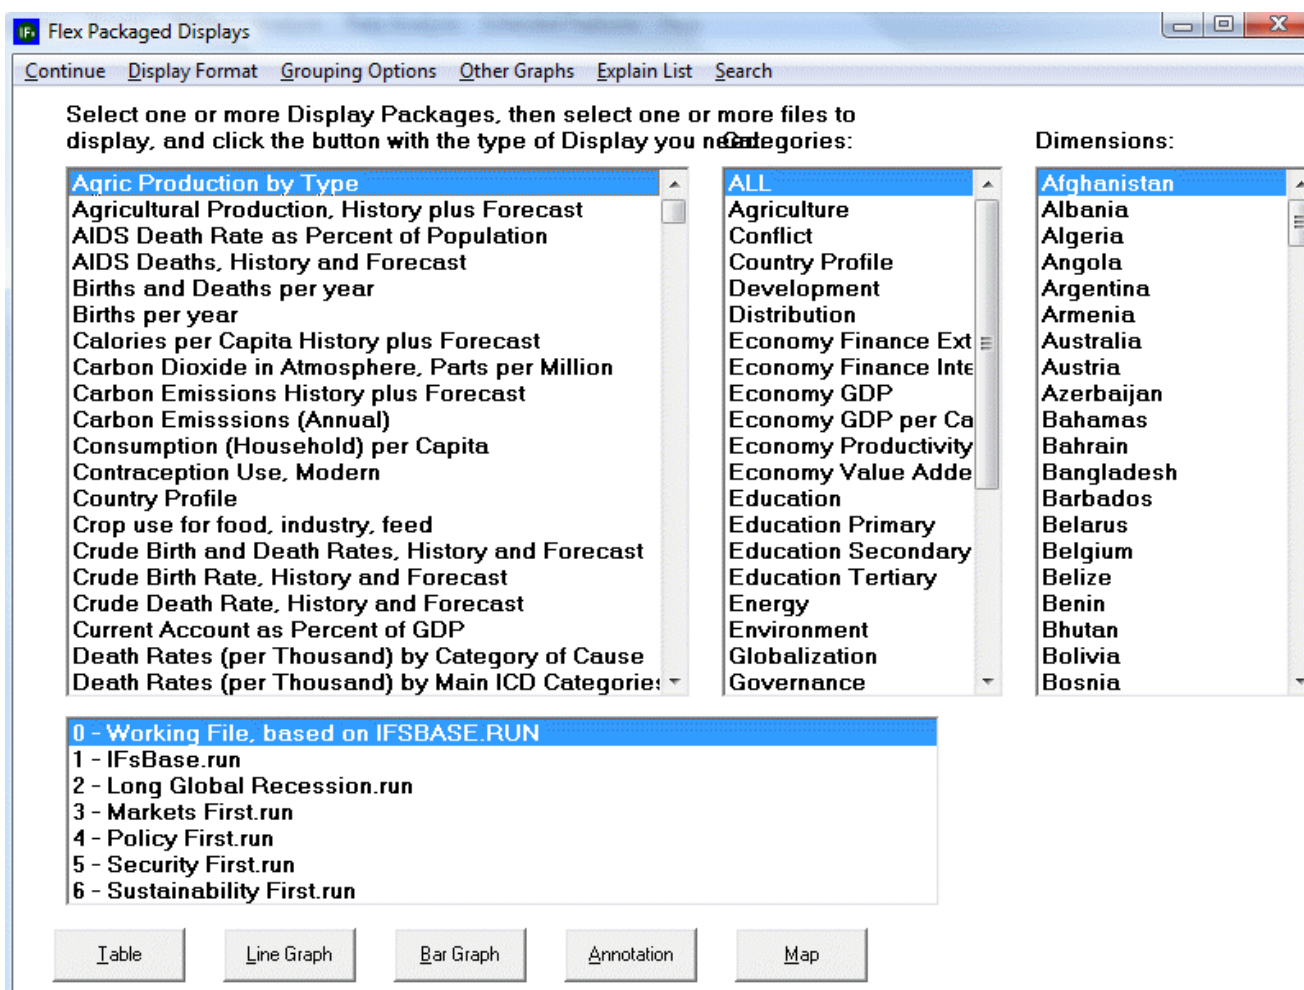 IFs Flex Packaged Displays
Continue Display Format Grouping Options Other Graphs Explain List Search
Select one or more Display Packages, then select one or more files to
display, and click the button with the type of Display you need:
Categories:
Dimensions:
Agric Production by Type
Agricultural Production, History plus Forecast
AIDS Death Rate as Percent of Population
AIDS Deaths, History and Forecast
Births and Deaths per year
Births per year
Calories per Capita History plus Forecast
Carbon Dioxide in Atmosphere, Parts per Million
Carbon Emissions History plus Forecast
Carbon Emisssions (Annual)
Consumption (Household) per Capita
Contraception Use, Modern
Country Profile
Crop use for food, industry, feed
Crude Birth and Death Rates, History and Forecast
Crude Birth Rate, History and Forecast
Crude Death Rate, History and Forecast
Current Account as Percent of GDP
Death Rates (per Thousand) by Category of Cause
Death Rates (per Thousand) by Main ICD Categories
ALL
Agriculture
Conflict
Country Profile
Development
Distribution
Economy Finance Ext
Economy Finance Inte
Economy GDP
Economy GDP per Ca
Economy Productivity
Economy Value Adde
Education
Education Primary
Education Secondary
Education Tertiary
Energy
Environment
Globalization
Governance
Afghanistan
Albania
Algeria
Angola
Argentina
Armenia
Australia
Austria
Azerbaijan
Bahamas
Bahrain
Bangladesh
Barbados
Belarus
Belgium
Belize
Benin
Bhutan
Bolivia
Bosnia
0 - Working File, based on IFSBASE.RUN
1 - IFsBase.run
2 - Long Global Recession.run
3 - Markets First.run
4 - Policy First.run
5 - Security First.run
6 - Sustainability First.run
Table Line Graph Bar Graph Annotation Map